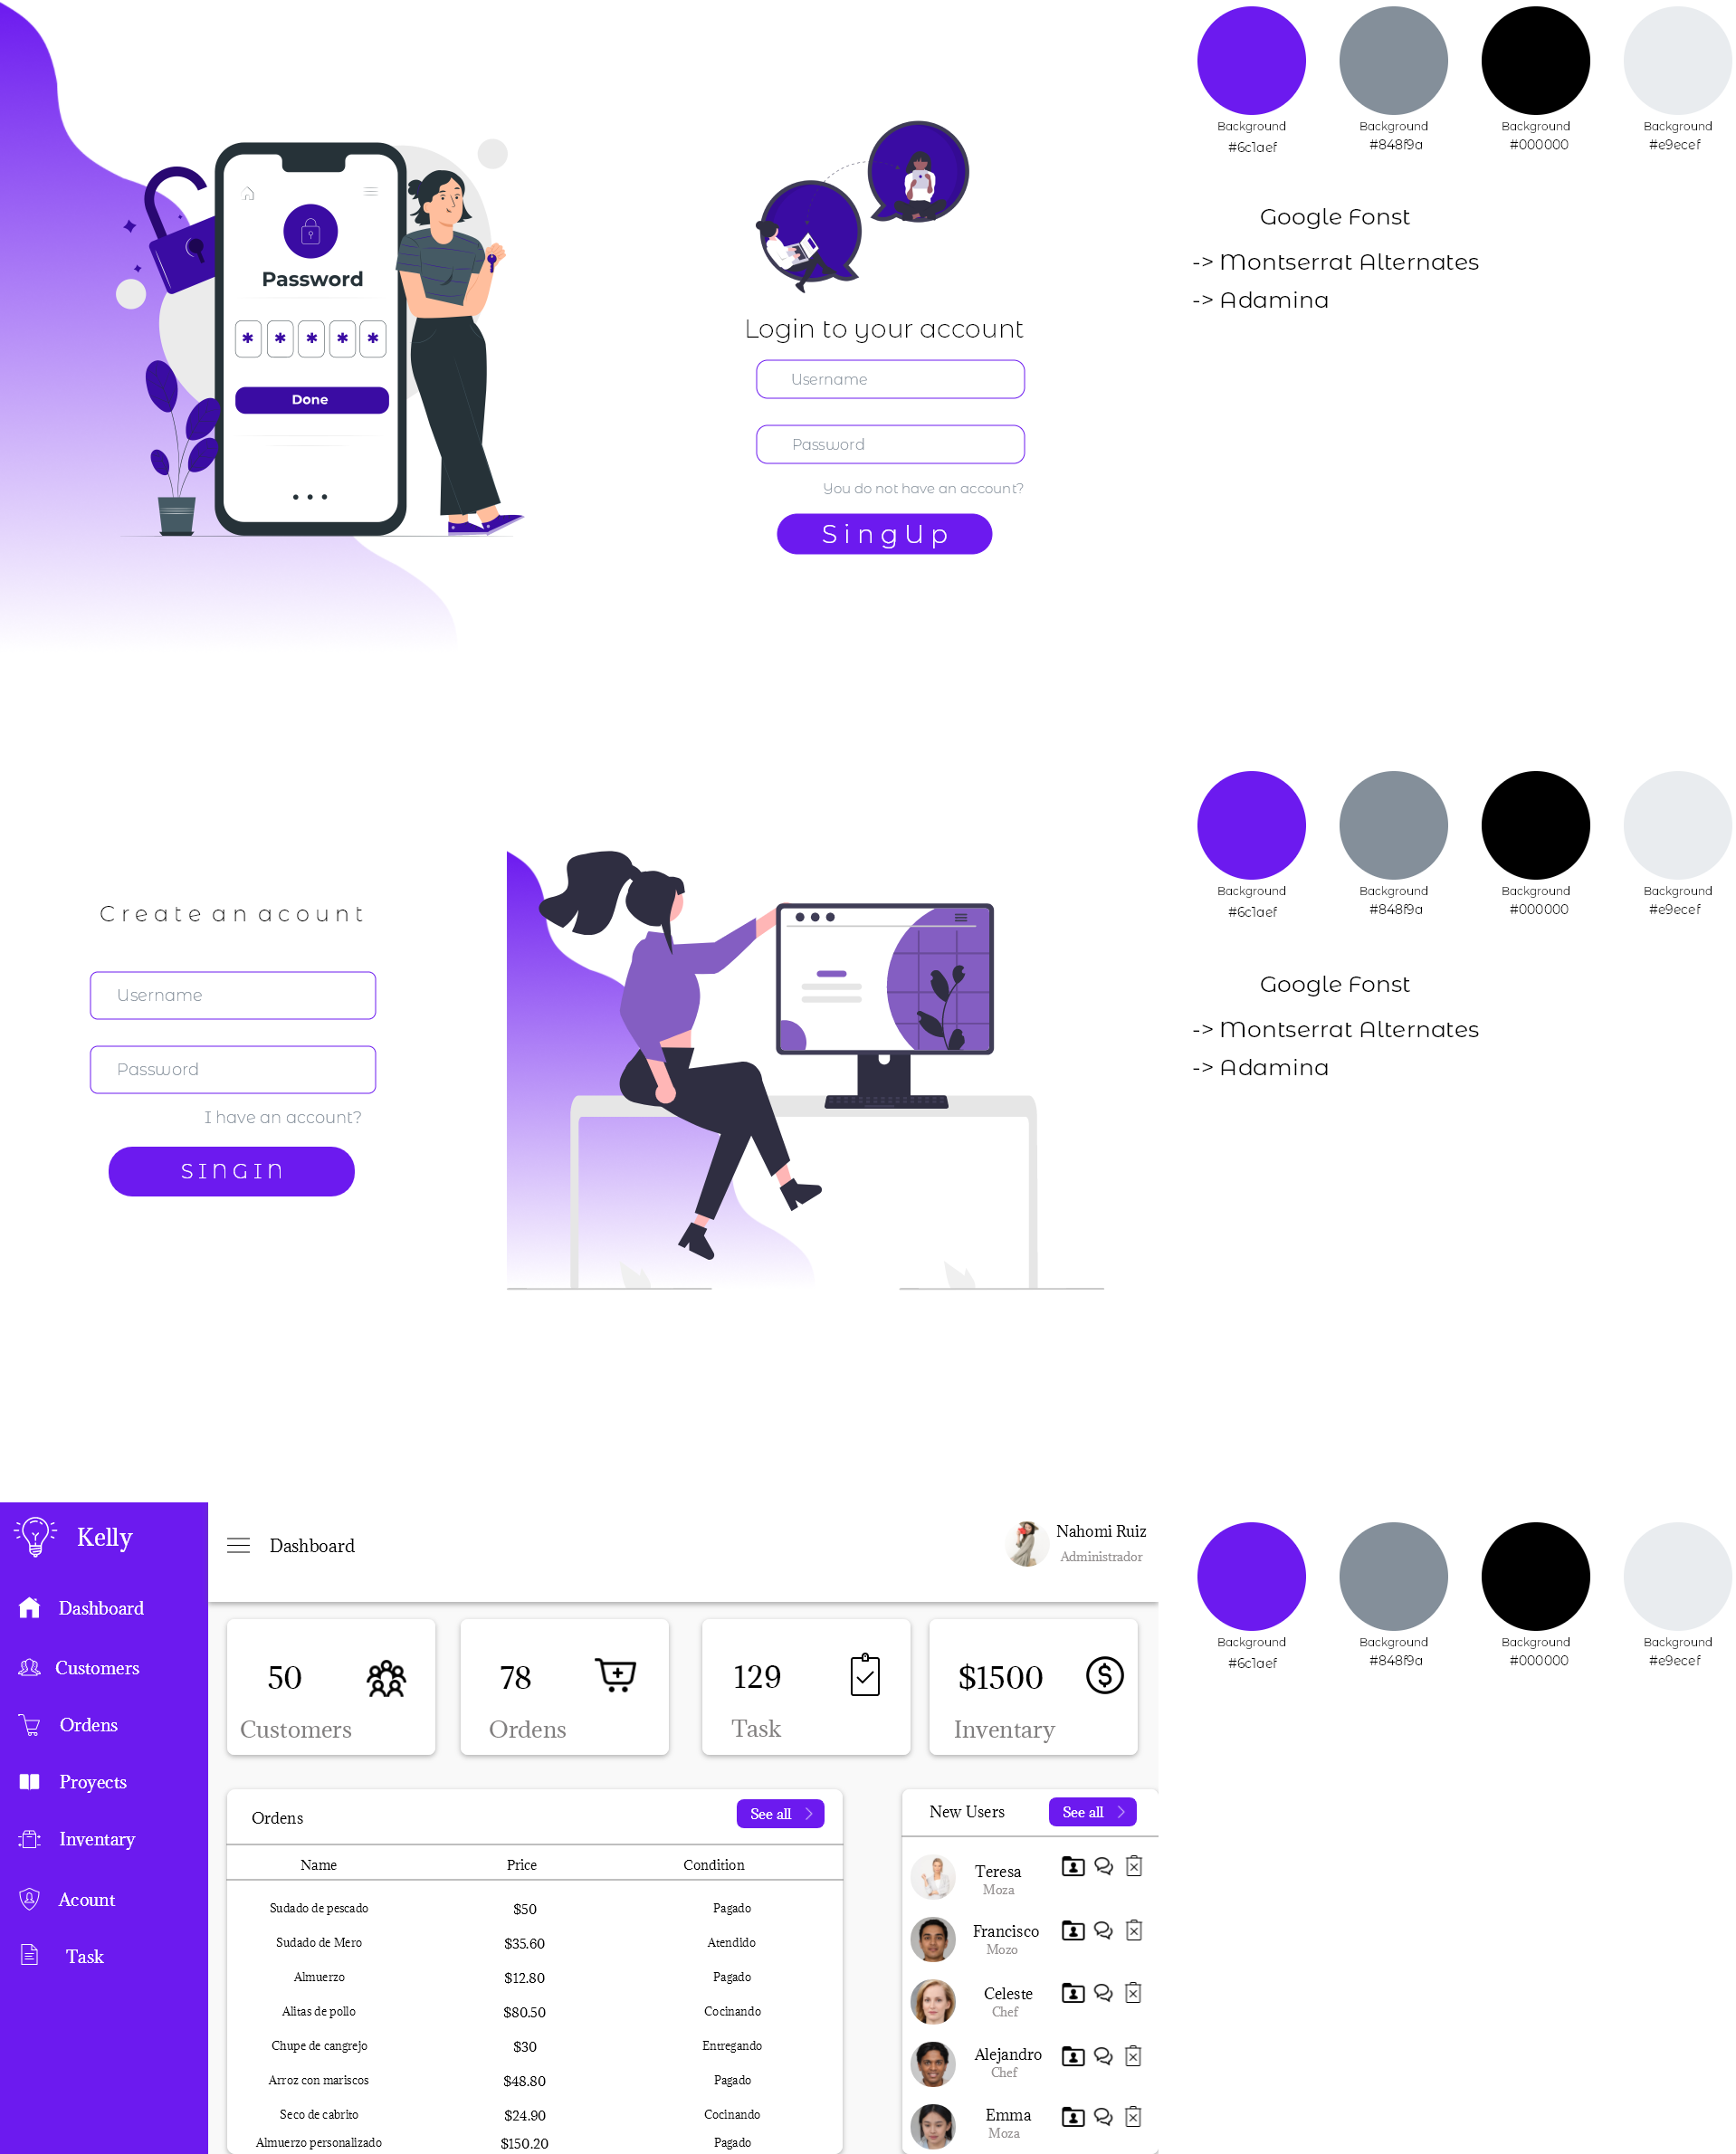 Background
#6c1aef
Background
#848f9a
Background
#000000
Background
#e9ecef
Google Fonst
-> Montserrat Alternates
-> Adamina
Password
* * * * *
Done
Login to your account
Username
Password
You do not have an account?
SingUp
Background
#6c1aef
Background
#848f9a
Background
#000000
Background
#e9ecef
Google Fonst
-> Montserrat Alternates
-> Adamina
Create an acount
Username
Password
I have an account?
SINGIN
Kelly
Dashboard
Customers
Ordens
Proyects
Inventary
Acount
Task
Dashboard
Nahomi Ruiz
Administrador
50
Customers
78
Ordens
129
Task
$1500
Inventary
Ordens
See all
Name Price Condition
Sudado de pescado $50 Pagado
Sudado de Mero $35.60 Atendido
Almuerzo $12.80 Pagado
Alitas de pollo $80.50 Cocinando
Chupe de cangrejo $30 Entregando
Arroz con mariscos $48.80 Pagado
Seco de cabrito $24.90 Cocinando
Almuerzo personalizado $150.20 Pagado
New Users
See all
Teresa
Moza
Francisco
Mozo
Celeste
Chef
Alejandro
Chef
Emma
Moza
Background
#6c1aef
Background
#848f9a
Background
#000000
Background
#e9ecef